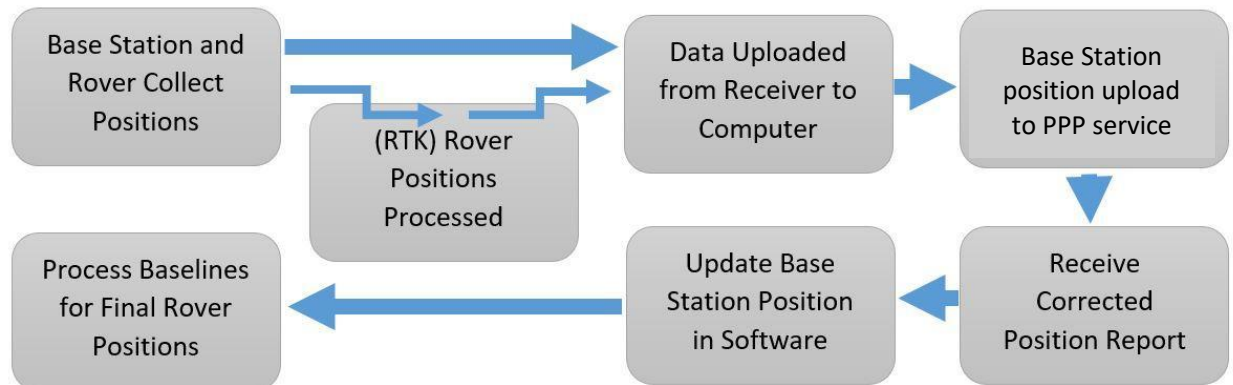 Base Station and
Rover Collect
Positions
(RTK) Rover
Positions
Processed
Data Uploaded
from Receiver to
Computer
Base Station
position upload
to PPP service
Receive
Corrected
Position Report
Update Base
Station Position
in Software
Process Baselines
for Final Rover
Positions